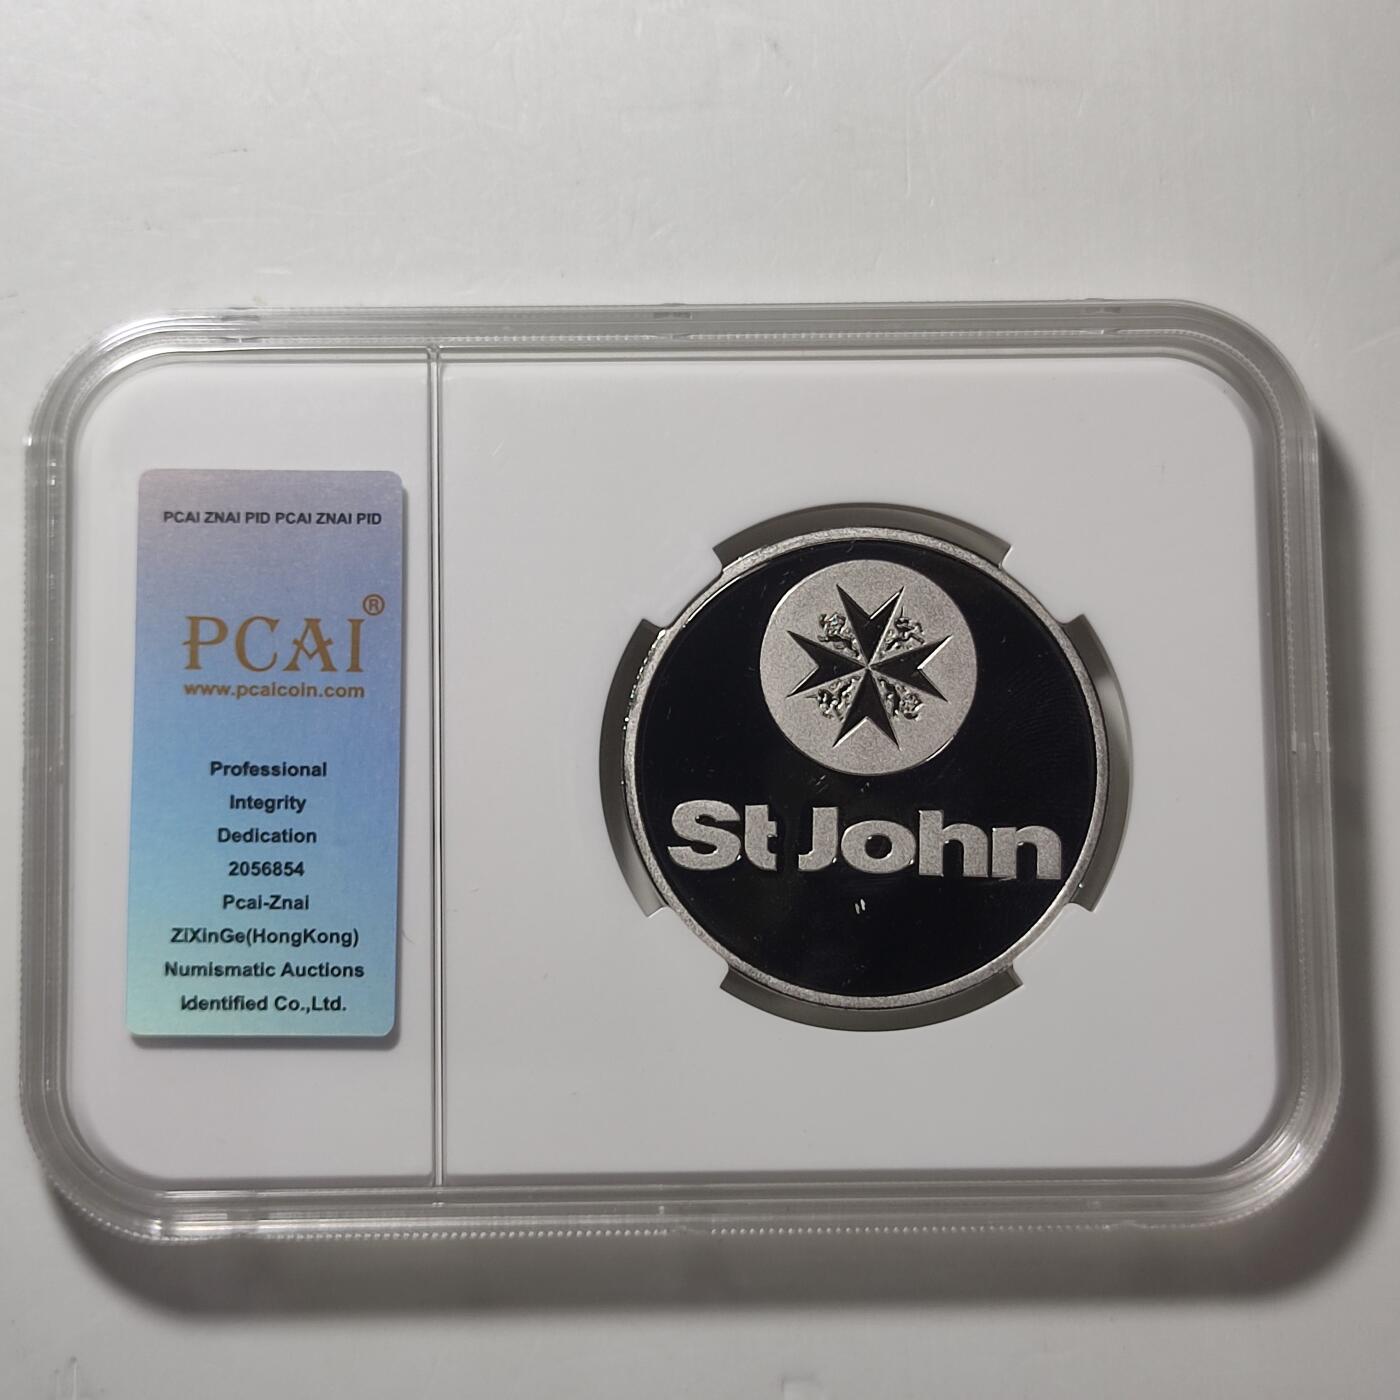 PCAI ZNAI PID PCAI ZNAI PID
PCAI®
www.pcaicoin.com
Professional
Integrity
Dedication
2056854
Pcai-Znai
ZiXinGe(HongKong)
Numismatic Auctions
Identified Co.,Ltd.
St John